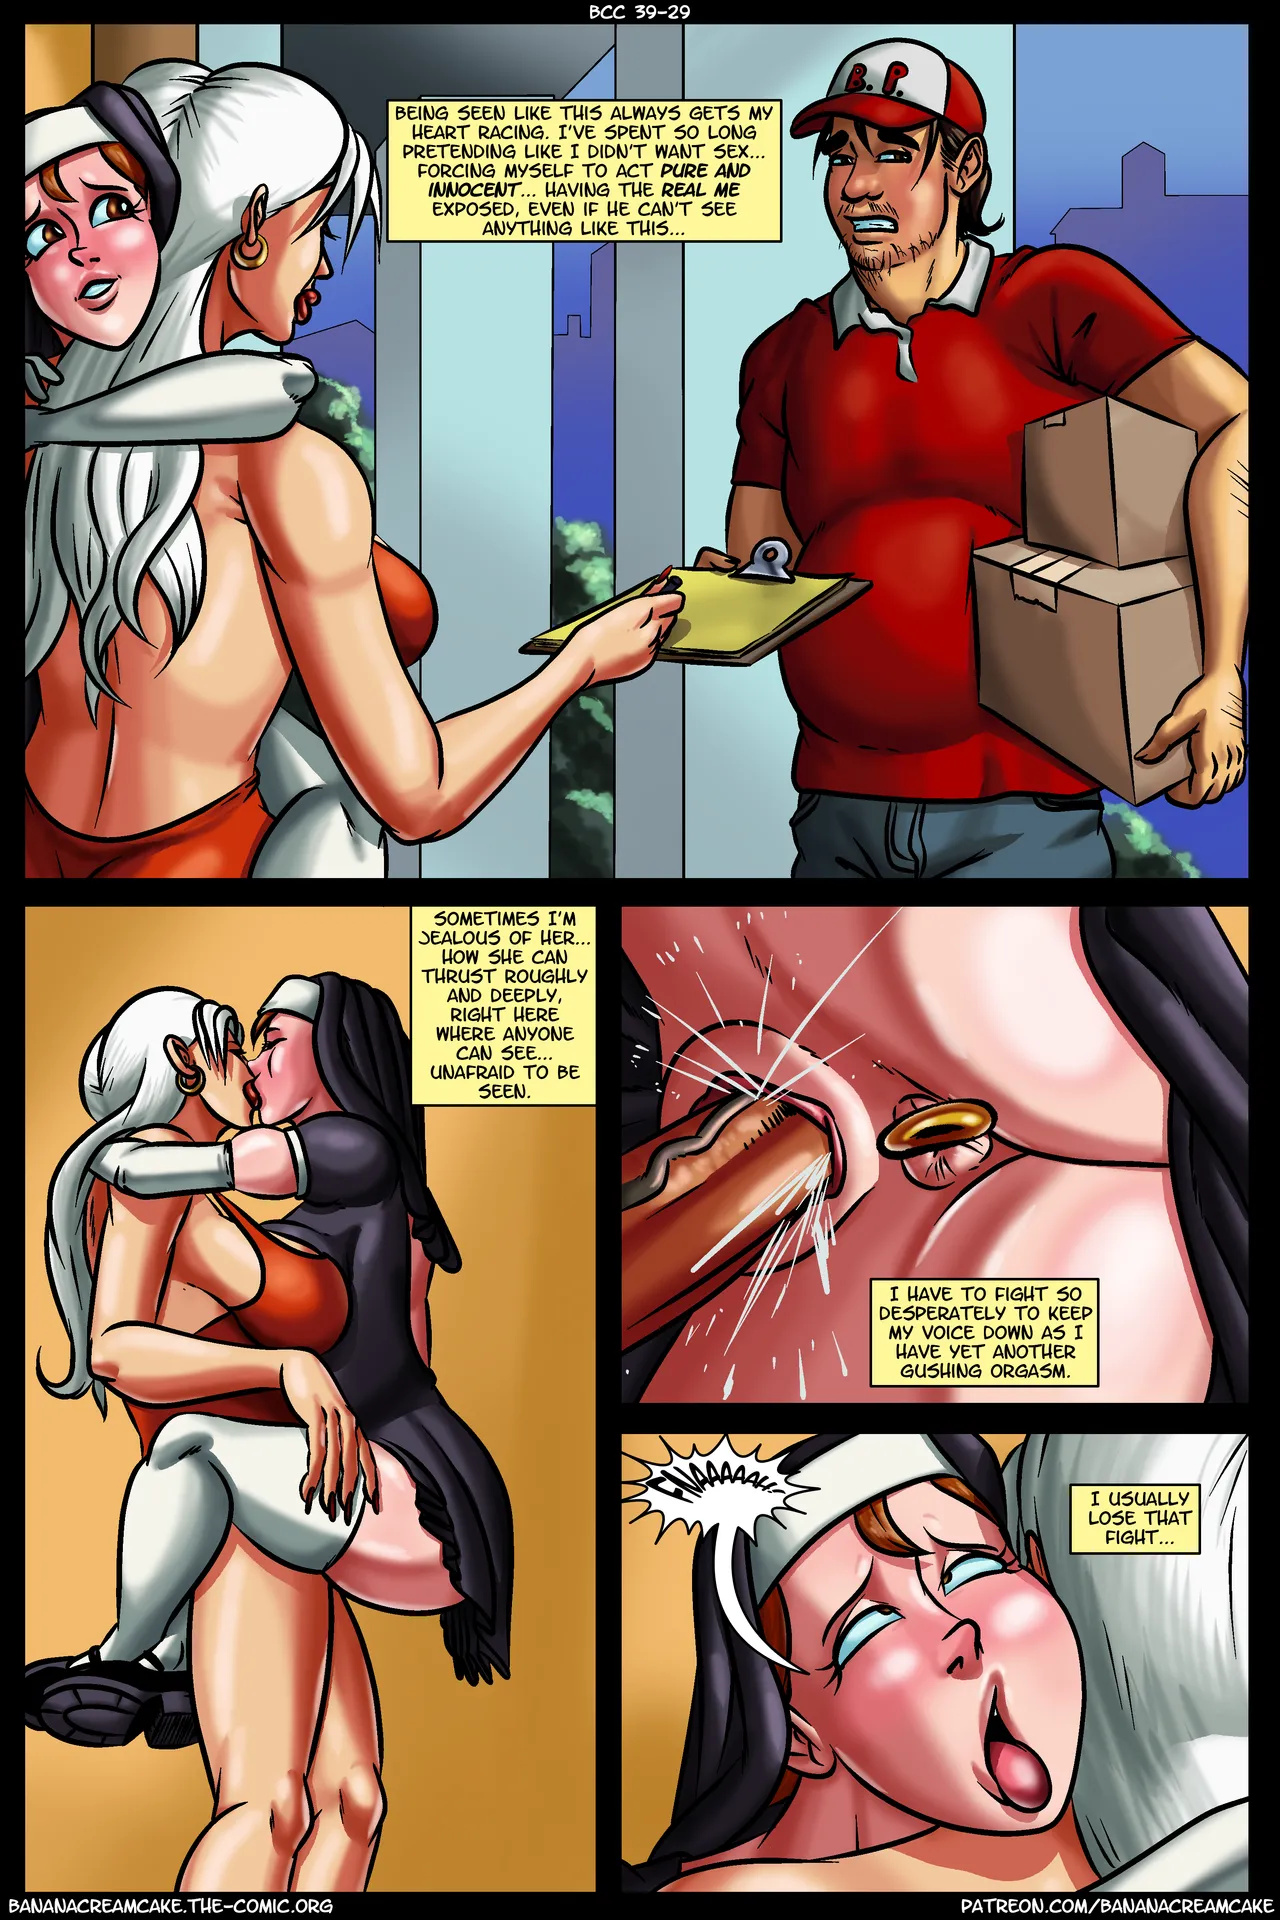 BCC 39-29
BEING SEEN LIKE THIS ALWAYS GETS MY
HEART RACING. I'VE SPENT SO LONG
PRETENDING LIKE I DIDN'T WANT SEX...
FORCING MYSELF TO ACT PURE AND
INNOCENT... HAVING THE REAL ME
EXPOSED, EVEN IF HE CAN'T SEE
ANYTHING LIKE THIS...
B.P.
SOMETIMES I'M
JEALOUS OF HER...
HOW SHE CAN
THRUST ROUGHLY
AND DEEPLY,
RIGHT HERE
WHERE ANYONE
CAN SEE...
UNAFRAID TO BE
SEEN.
I HAVE TO FIGHT SO
DESPERATELY TO KEEP
MY VOICE DOWN AS I
HAVE YET ANOTHER
GUSHING ORGASM.
I USUALLY
LOSE THAT
FIGHT...
BANANACREAMCAKE.THE-COMIC.ORG
PATREON.COM/BANANACREAMCAKE